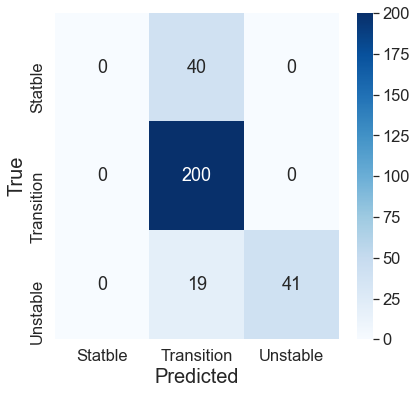 True
Statble
Transition
Unstable
0 40 0
0 200 0
0 19 41
Statble Transition Unstable
Predicted
200
175
150
125
100
75
50
25
0